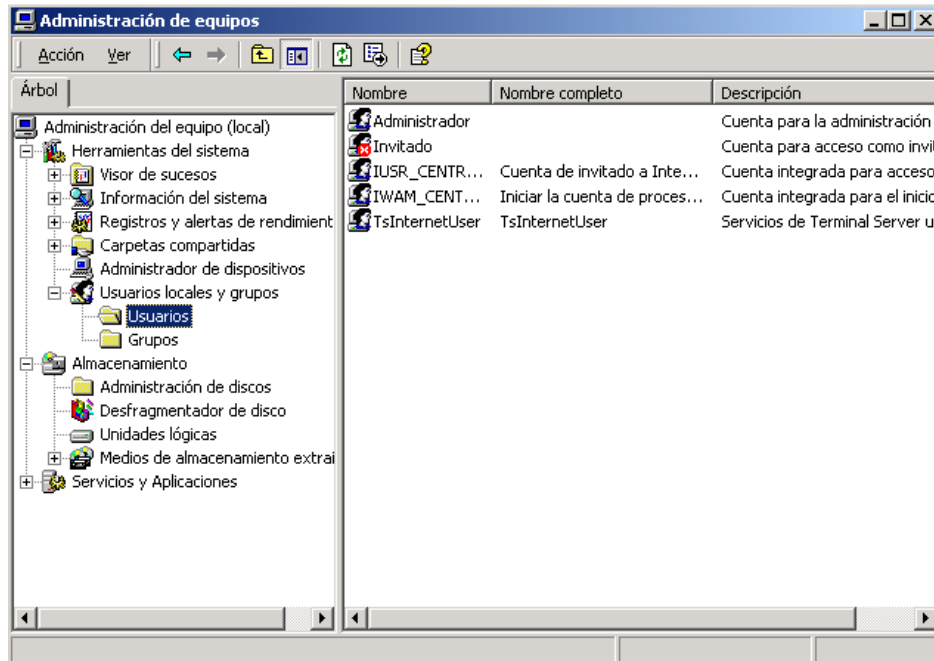 Administración de equipos
Acción Ver
Árbol
Administración del equipo (local)
Herramientas del sistema
Visor de sucesos
Información del sistema
Registros y alertas de rendimient
Carpetas compartidas
Administrador de dispositivos
Usuarios locales y grupos
Usuarios
Grupos
Almacenamiento
Administración de discos
Desfragmentador de disco
Unidades lógicas
Medios de almacenamiento extrai
Servicios y Aplicaciones
Nombre Nombre completo Descripción
Administrador Cuenta para la administración
Invitado Cuenta para acceso como invit
IUSR_CENTR... Cuenta de invitado a Inte... Cuenta integrada para acceso
IWAM_CENT... Iniciar la cuenta de proces... Cuenta integrada para el inicio
TsInternetUser TsInternetUser Servicios de Terminal Server u